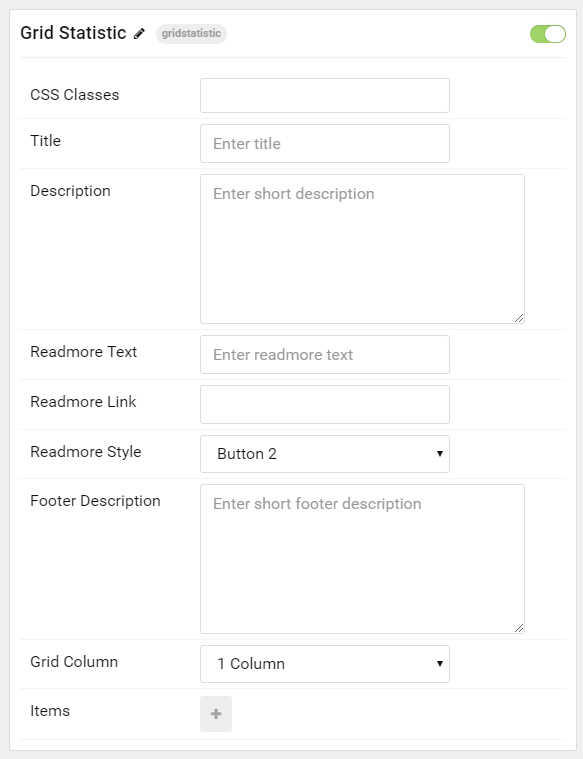 Grid Statistic gridstatistic
CSS Classes
Title Enter title
Description Enter short description
Readmore Text Enter readmore text
Readmore Link
Readmore Style Button 2
Footer Description Enter short footer description
Grid Column 1 Column
Items